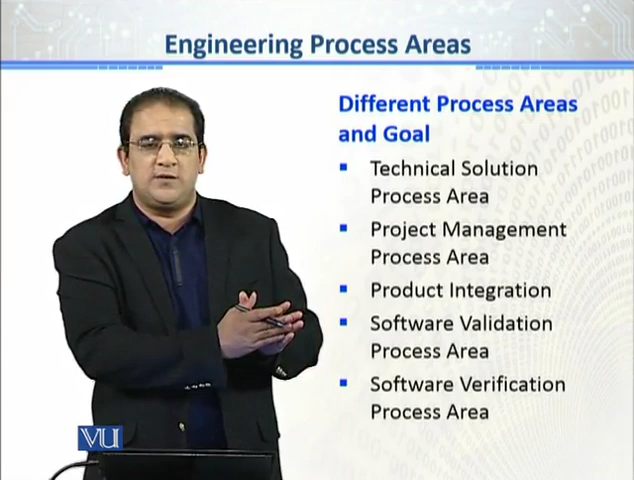 Engineering Process Areas
Different Process Areas
and Goal
Technical Solution
Process Area
Project Management
Process Area
Product Integration
Software Validation
Process Area
Software Verification
Process Area
VU